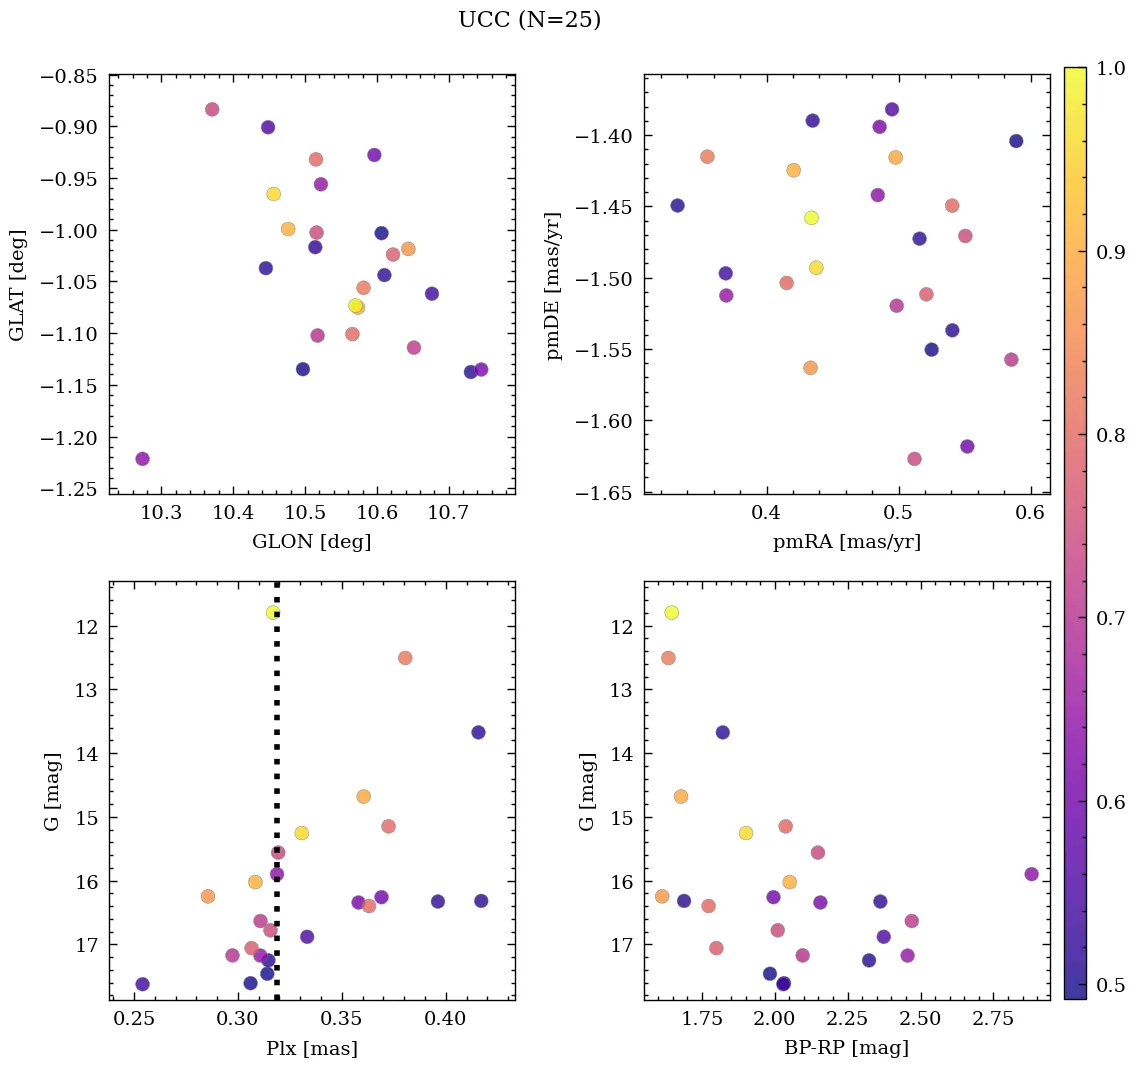 UCC (N=25)
−0.85
−0.90
−0.95
−1.00
−1.05
−1.10
−1.15
−1.20
−1.25
GLAT [deg]
10.3 10.4 10.5 10.6 10.7
GLON [deg]
−1.40
−1.45
−1.50
−1.55
−1.60
−1.65
pmDE [mas/yr]
0.4 0.5 0.6
pmRA [mas/yr]
12
13
14
15
16
17
G [mag]
0.25 0.30 0.35 0.40
Plx [mas]
12
13
14
15
16
17
G [mag]
1.75 2.00 2.25 2.50 2.75
BP-RP [mag]
1.0
0.9
0.8
0.7
0.6
0.5